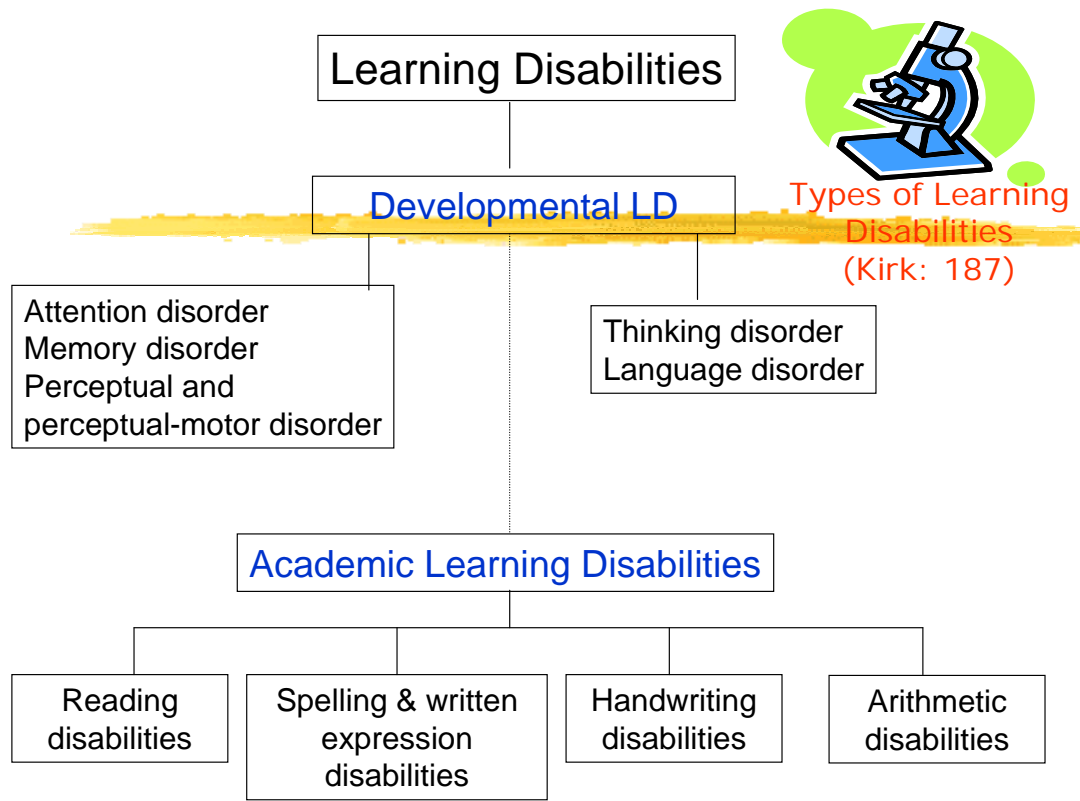 Learning Disabilities
Types of Learning
Disabilities
(Kirk: 187)
Developmental LD
Attention disorder
Memory disorder
Perceptual and
perceptual-motor disorder
Thinking disorder
Language disorder
Academic Learning Disabilities
Reading
disabilities
Spelling & written
expression
disabilities
Handwriting
disabilities
Arithmetic
disabilities